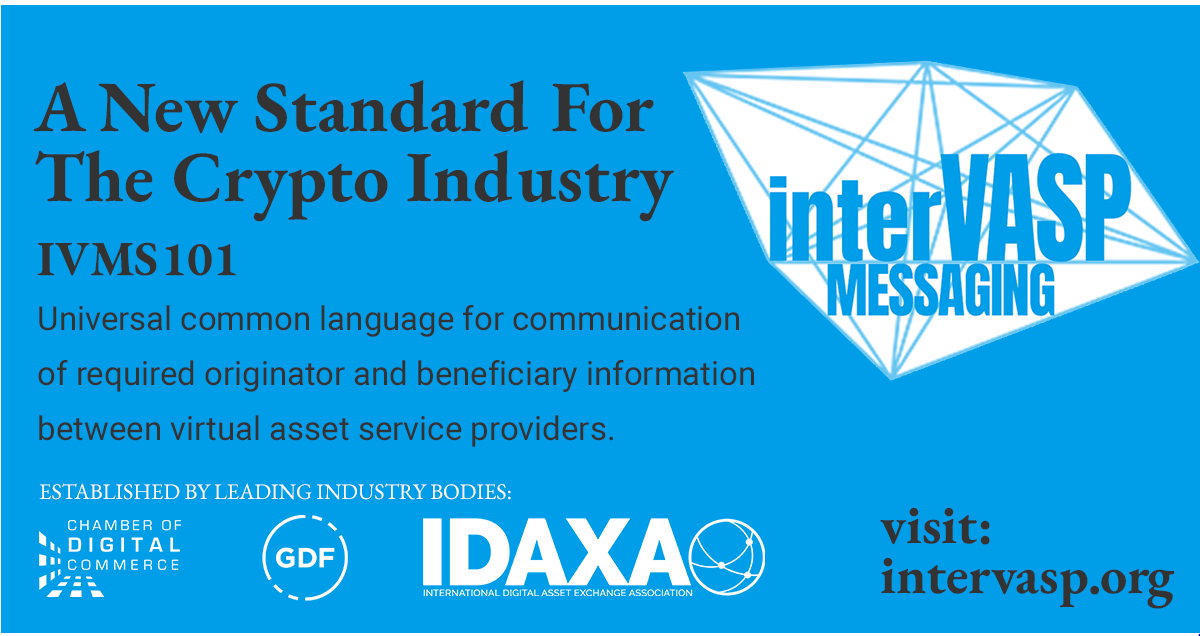 A New Standard For
The Crypto Industry
IVMS101
Universal common language for communication
of required originator and beneficiary information
between virtual asset service providers.
interVASP
MESSAGING
ESTABLISHED BY LEADING INDUSTRY BODIES:
CHAMBER OF
DIGITAL
COMMERCE
GDF
IDAXA
INTERNATIONAL DIGITAL ASSET EXCHANGE ASSOCIATION
visit:
intervasp.org